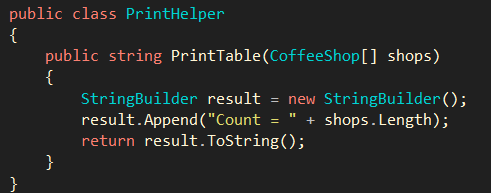 public class PrintHelper
{
    public string PrintTable(CoffeeShop[] shops)
    {
        StringBuilder result = new StringBuilder();
        result.Append("Count = " + shops.Length);
        return result.ToString();
    }
}